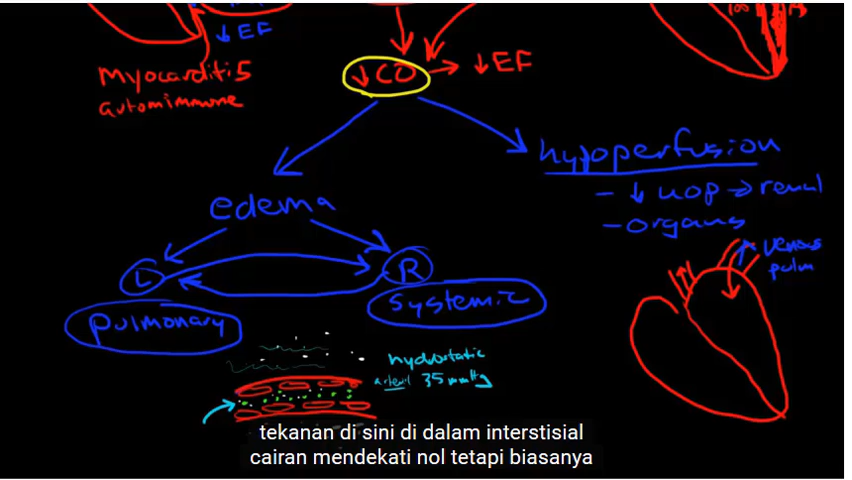 ↓ EF
Myocarditis
autoimmune
↓ CO → ↓ EF
hypoperfusion
- ↓ UOP → renal
- organs
edema
L
R
pulmonary
systemic
venous
pulm
hydrostatic
arteriol 35 mmHg
tekanan di sini di dalam interstisial
cairan mendekati nol tetapi biasanya